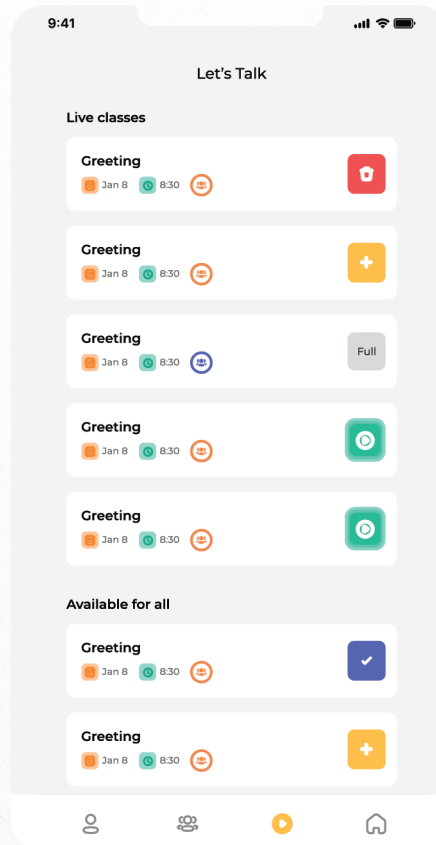 9:41
Let's Talk
Live classes
Greeting
Jan 8 8:30
Greeting
Jan 8 8:30
Greeting
Jan 8 8:30
Full
Greeting
Jan 8 8:30
Greeting
Jan 8 8:30
Available for all
Greeting
Jan 8 8:30
Greeting
Jan 8 8:30